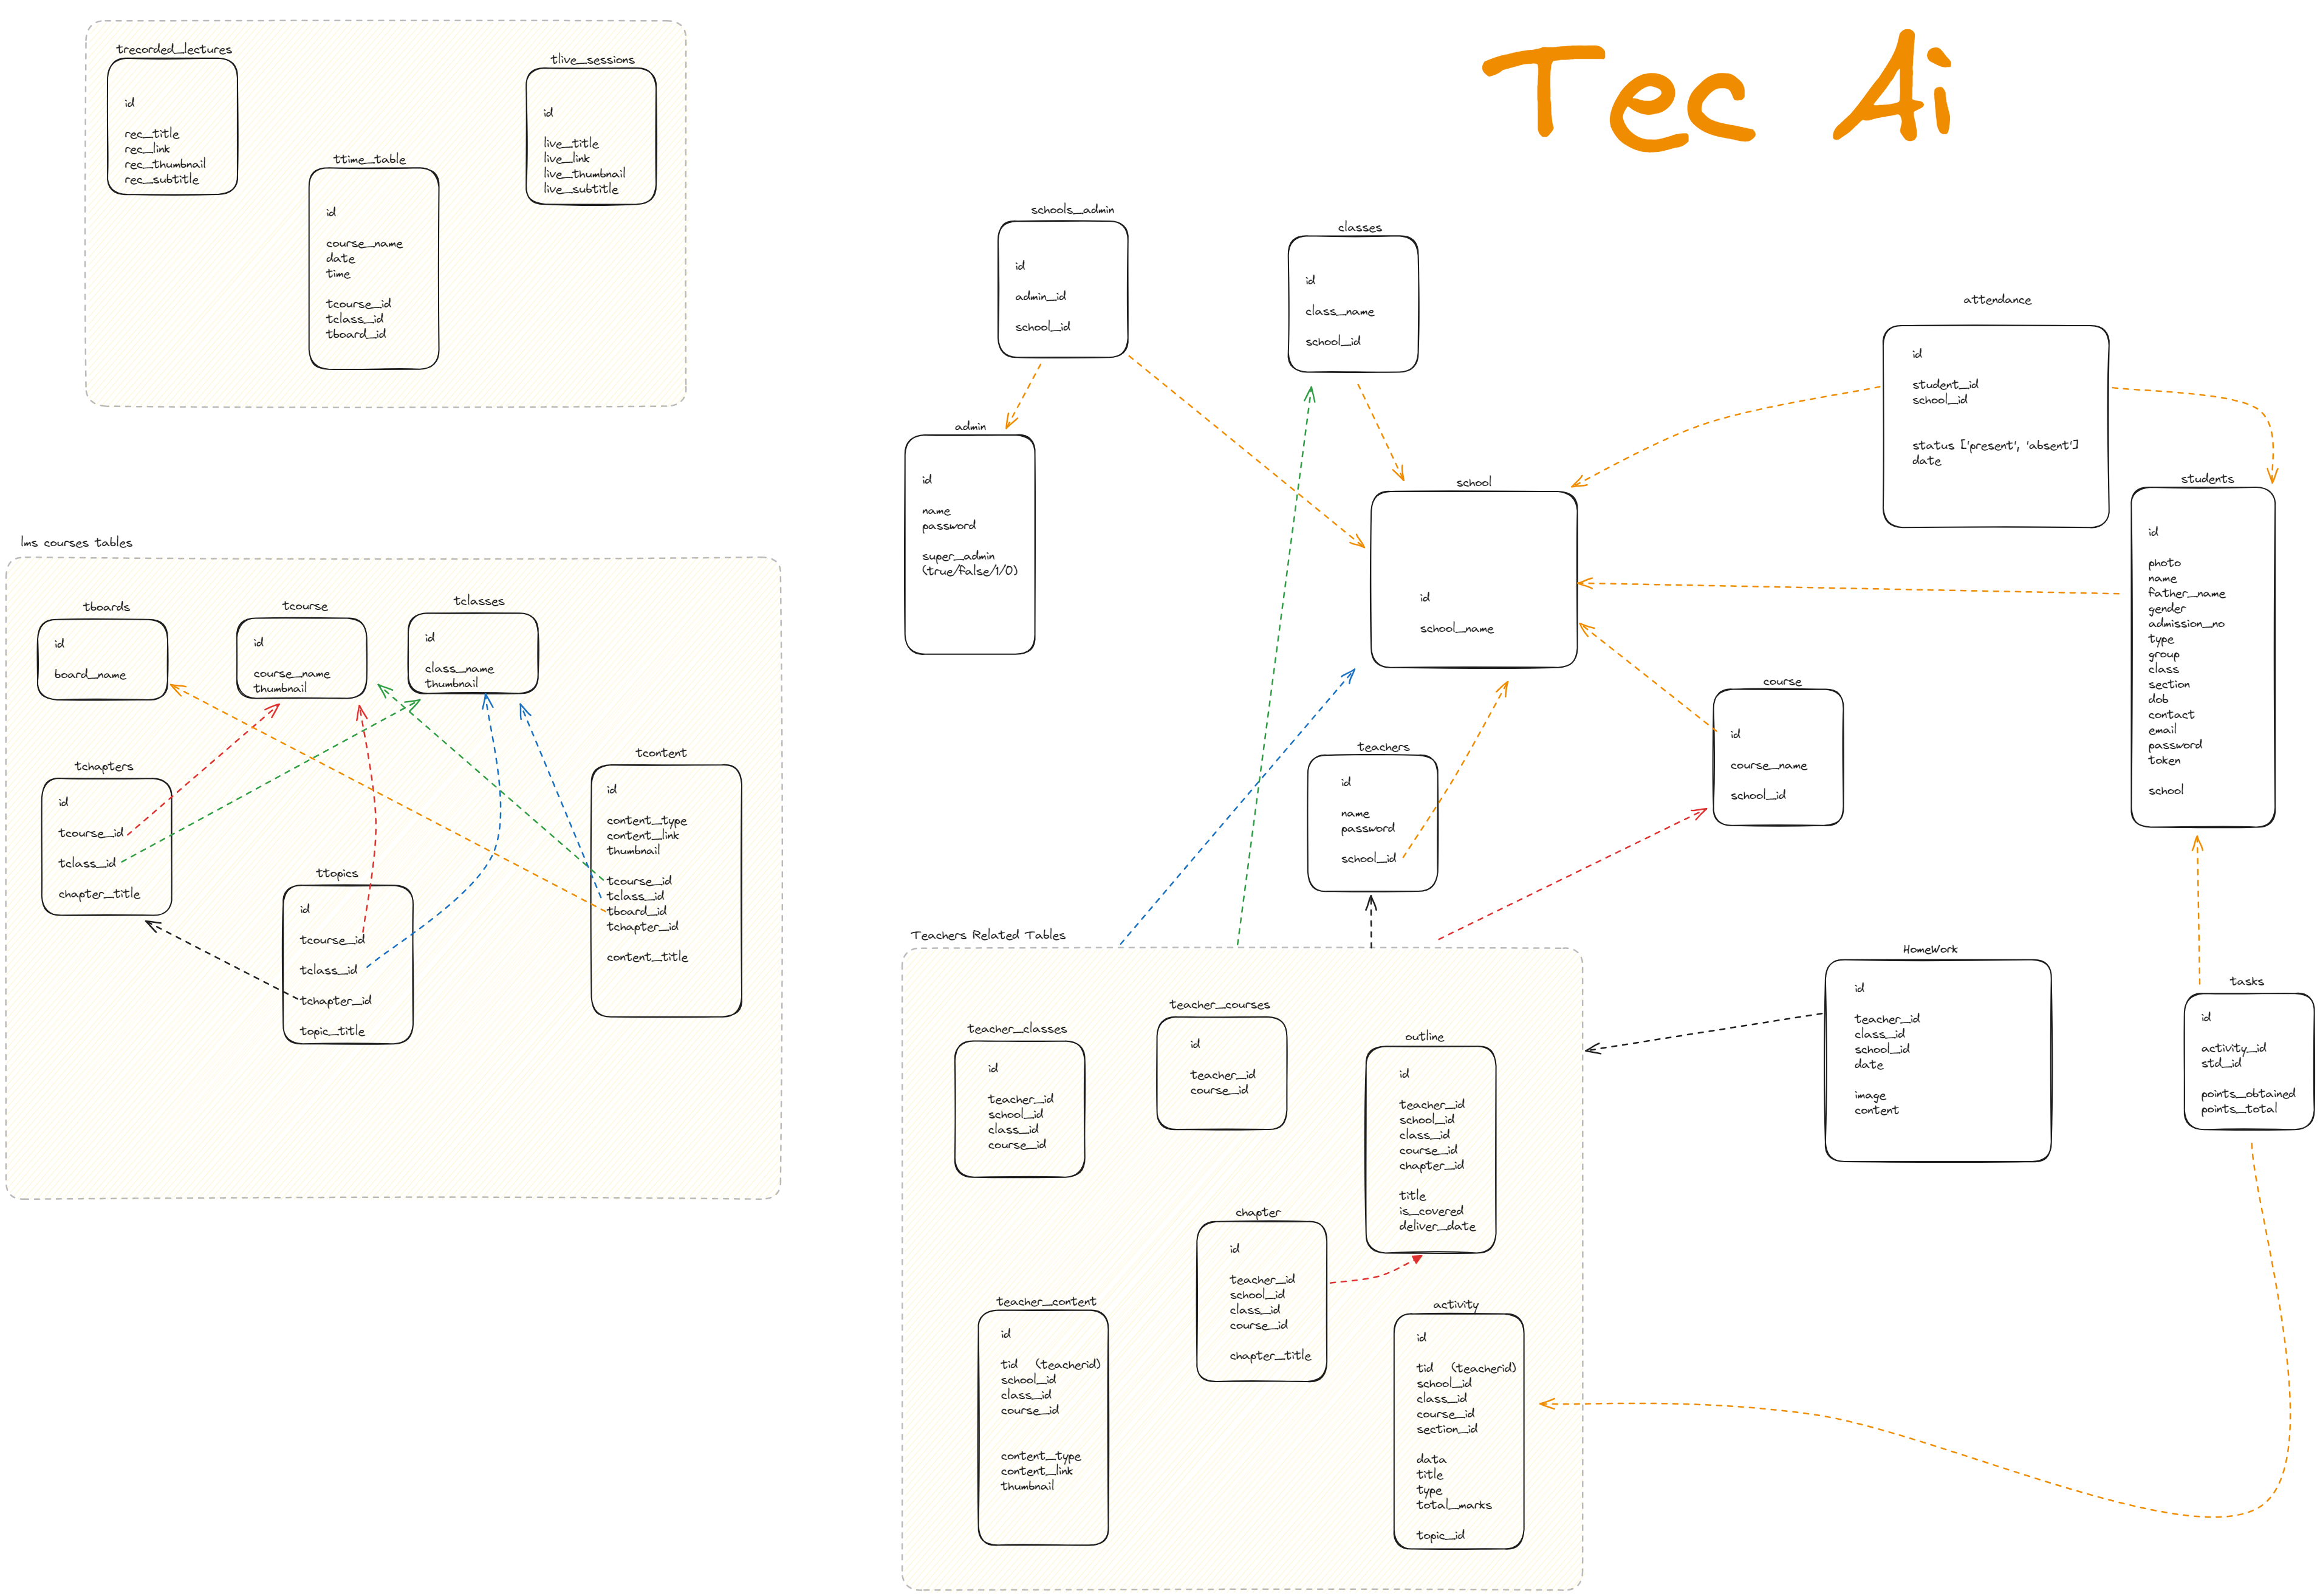 Tec Ai
trecorded_lectures
id
rec_title
rec_link
rec_thumbnail
rec_subtitle
tlive_sessions
id
live_title
live_link
live_thumbnail
live_subtitle
ttime_table
id
course_name
date
time
tcourse_id
tclass_id
tboard_id
schools_admin
id
admin_id
school_id
classes
id
class_name
school_id
attendance
id
student_id
school_id
status ['present', 'absent']
date
admin
id
name
password
super_admin
(true/false/1/0)
school
id
school_name
students
id
photo
name
father_name
gender
admission_no
type
group
class
section
dob
contact
email
password
token
school
lms courses tables
tboards
id
board_name
tcourse
id
course_name
thumbnail
tclasses
id
class_name
thumbnail
tchapters
id
tcourse_id
tclass_id
chapter_title
ttopics
id
tcourse_id
tclass_id
tchapter_id
topic_title
tcontent
id
content_type
content_link
thumbnail
tcourse_id
tclass_id
tboard_id
tchapter_id
content_title
teachers
id
name
password
school_id
course
id
course_name
school_id
Teachers Related Tables
teacher_classes
id
teacher_id
school_id
class_id
course_id
teacher_courses
id
teacher_id
course_id
outline
id
teacher_id
school_id
class_id
course_id
chapter_id
title
is_covered
deliver_date
chapter
id
teacher_id
school_id
class_id
course_id
chapter_title
teacher_content
id
tid (teacherid)
school_id
class_id
course_id
content_type
content_link
thumbnail
activity
id
tid (teacherid)
school_id
class_id
course_id
section_id
data
title
type
total_marks
topic_id
HomeWork
id
teacher_id
class_id
school_id
date
image
content
tasks
id
activity_id
std_id
points_obtained
points_total